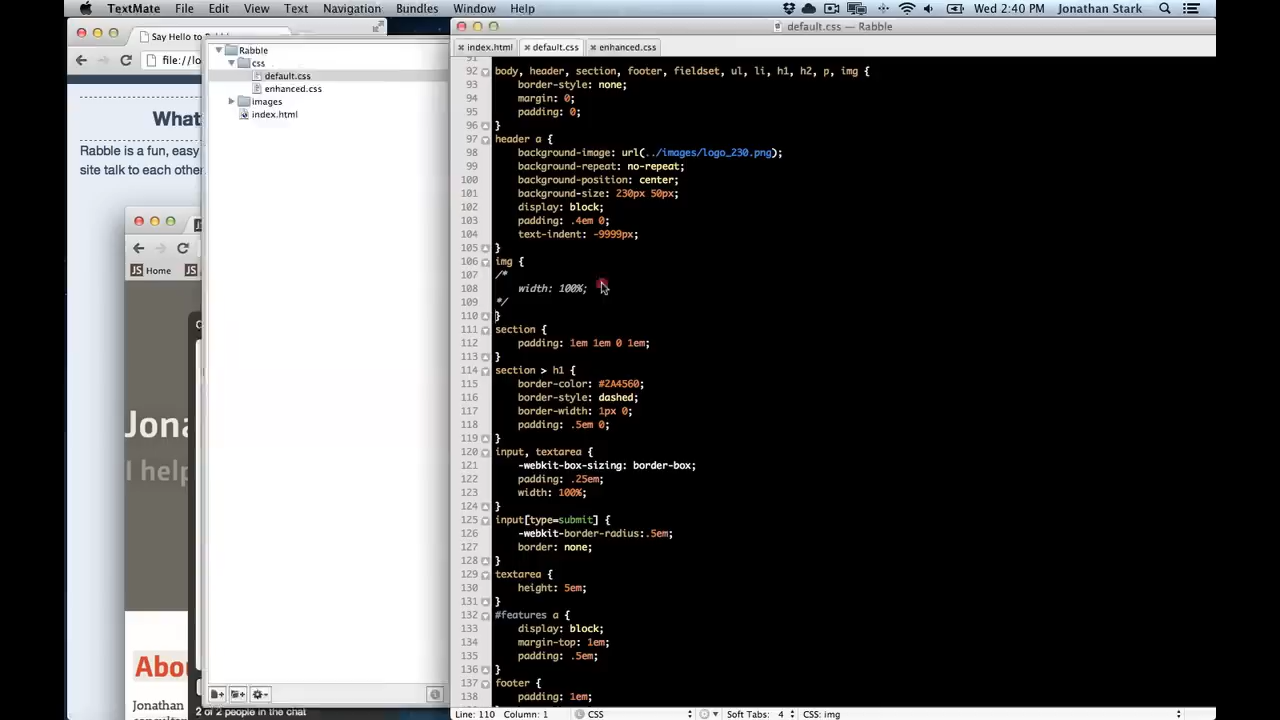 TextMate File Edit View Text Navigation Bundles Window Help Wed 2:40 PM Jonathan Stark
default.css — Rabble
Say Hello to
file://lo
What
Rabble is a fun, easy
site talk to each other
JS Home JS
Jona
I help
Abo
Jonathan
2 of 2 people in the chat
Rabble
css
default.css
enhanced.css
images
index.html
index.html default.css enhanced.css
91
92 body, header, section, footer, fieldset, ul, li, h1, h2, p, img {
93 border-style: none;
94 margin: 0;
95 padding: 0;
96 }
97 header a {
98 background-image: url(../images/logo_230.png);
99 background-repeat: no-repeat;
100 background-position: center;
101 background-size: 230px 50px;
102 display: block;
103 padding: .4em 0;
104 text-indent: -9999px;
105 }
106 img {
107 /*
108 width: 100%;
109 */
110 }
111 section {
112 padding: 1em 1em 0 1em;
113 }
114 section > h1 {
115 border-color: #2A4560;
116 border-style: dashed;
117 border-width: 1px 0;
118 padding: .5em 0;
119 }
120 input, textarea {
121 -webkit-box-sizing: border-box;
122 padding: .25em;
123 width: 100%;
124 }
125 input[type=submit] {
126 -webkit-border-radius:.5em;
127 border: none;
128 }
129 textarea {
130 height: 5em;
131 }
132 #features a {
133 display: block;
134 margin-top: 1em;
135 padding: .5em;
136 }
137 footer {
138 padding: 1em;
Line: 110 Column: 1 CSS Soft Tabs: 4 CSS: img